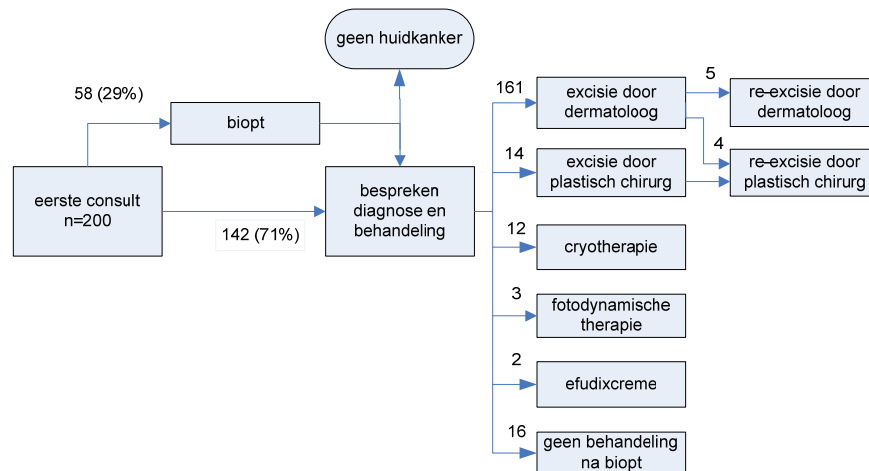 geen huidkanker
58 (29%)
biopt
eerste consult
n=200
142 (71%)
bespreken
diagnose en
behandeling
161
excisie door
dermatoloog
5
re-excisie door
dermatoloog
14
excisie door
plastisch chirurg
4
re-excisie door
plastisch chirurg
12
cryotherapie
3
fotodynamische
therapie
2
efudixcreme
16
geen behandeling
na biopt